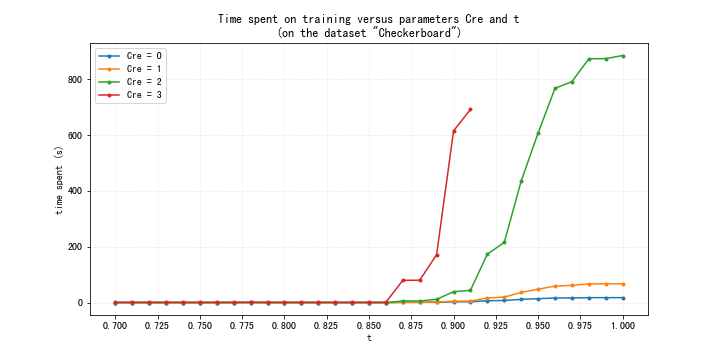 Time spent on training versus parameters Cre and t
(on the dataset "Checkerboard")
Cre = 0
Cre = 1
Cre = 2
Cre = 3
time spent (s)
800
600
400
200
0
0.700 0.725 0.750 0.775 0.800 0.825 0.850 0.875 0.900 0.925 0.950 0.975 1.000
t